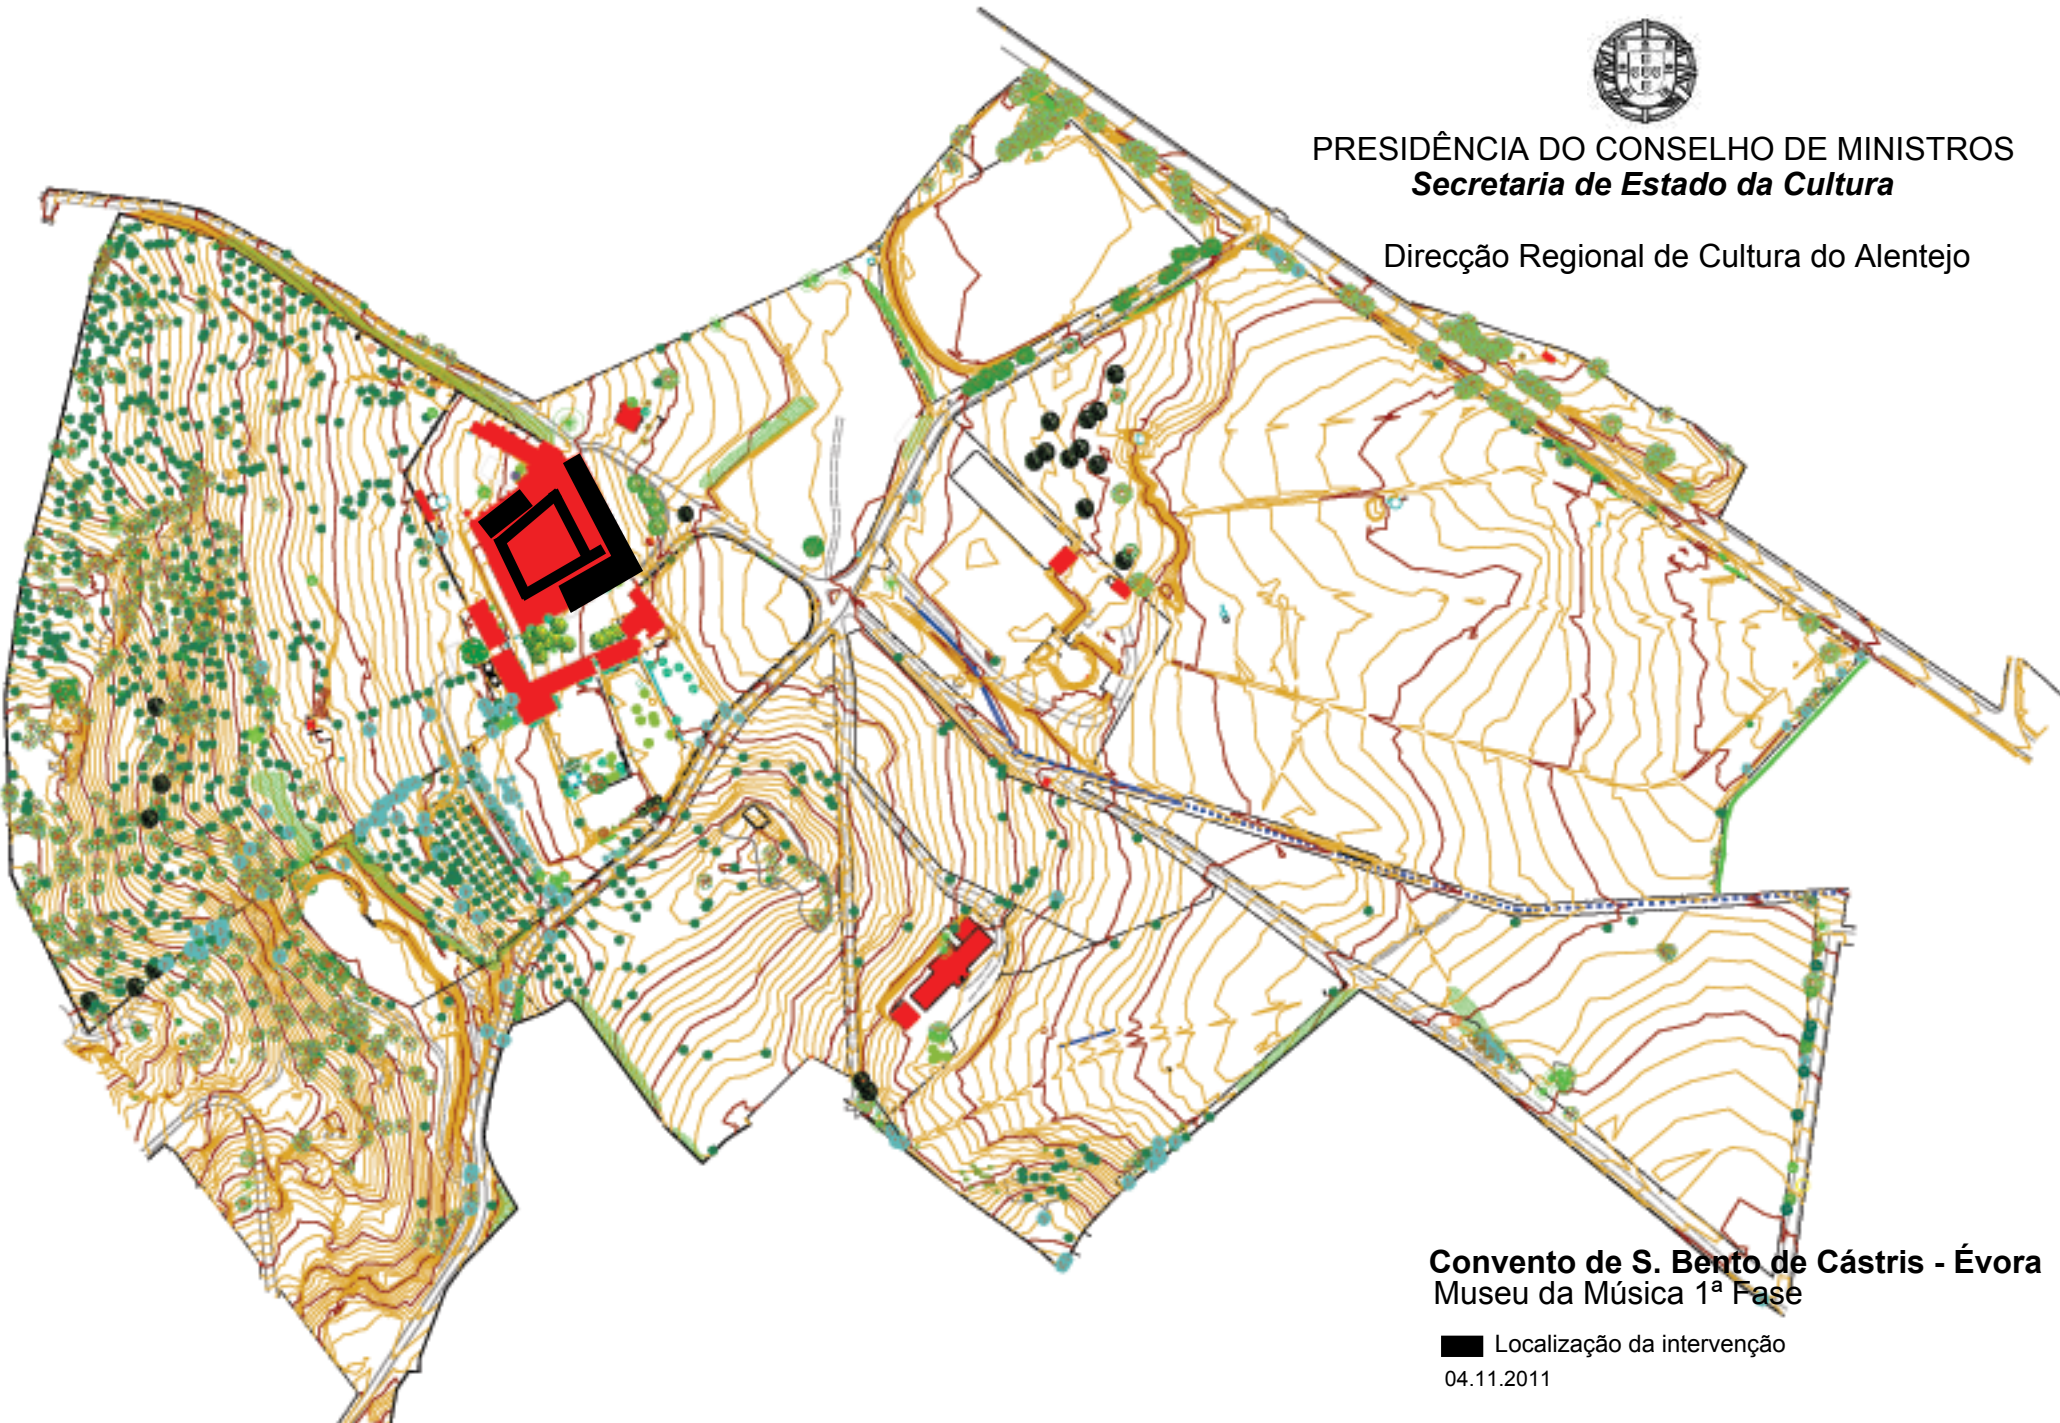 PRESIDÊNCIA DO CONSELHO DE MINISTROS
Secretaria de Estado da Cultura
Direcção Regional de Cultura do Alentejo
Convento de S. Bento de Cástris - Évora
Museu da Música 1ª Fase
Localização da intervenção
04.11.2011